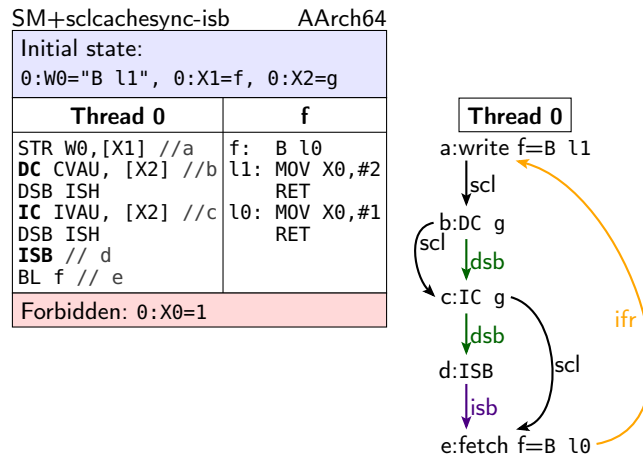 SM+sclcachesync-isb AArch64
Initial state:
0:W0="B l1", 0:X1=f, 0:X2=g
Thread 0 f
STR W0,[X1] //a f: B l0
DC CVAU, [X2] //b l1: MOV X0,#2
DSB ISH RET
IC IVAU, [X2] //c l0: MOV X0,#1
DSB ISH RET
ISB // d
BL f // e
Forbidden: 0:X0=1
Thread 0
a:write f=B l1
scl
b:DC g
scl
dsb
c:IC g
dsb
ifr
d:ISB
scl
isb
e:fetch f=B l0